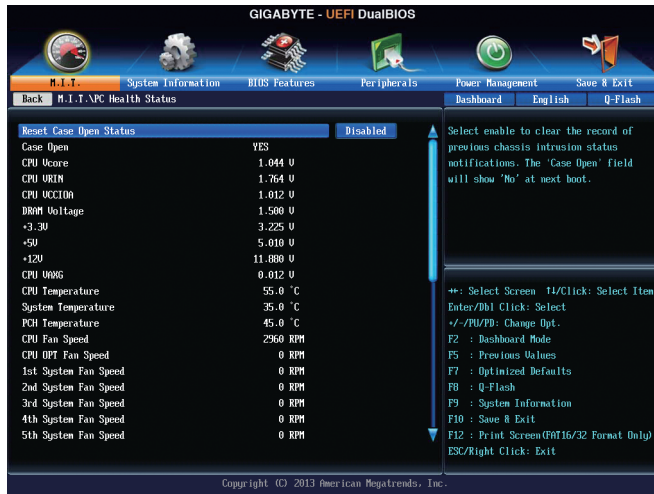 GIGABYTE - UEFI DualBIOS
M.I.T. System Information BIOS Features Peripherals Power Management Save & Exit
Back M.I.T.\PC Health Status Dashboard English Q-Flash
Reset Case Open Status Disabled
Case Open YES
CPU Vcore 1.044 V
CPU VRIN 1.764 V
CPU VCCIOA 1.012 V
DRAM Voltage 1.500 V
+3.3V 3.225 V
+5V 5.010 V
+12V 11.880 V
CPU VAXG 0.012 V
CPU Temperature 55.0 °C
System Temperature 35.0 °C
PCH Temperature 45.0 °C
CPU Fan Speed 2960 RPM
CPU OPT Fan Speed 0 RPM
1st System Fan Speed 0 RPM
2nd System Fan Speed 0 RPM
3rd System Fan Speed 0 RPM
4th System Fan Speed 0 RPM
5th System Fan Speed 0 RPM
Select enable to clear the record of
previous chassis intrusion status
notifications. The 'Case Open' field
will show 'No' at next boot.
→←: Select Screen ↑↓/Click: Select Item
Enter/Dbl Click: Select
+/-/PU/PD: Change Opt.
F2 : Dashboard Mode
F5 : Previous Values
F7 : Optimized Defaults
F8 : Q-Flash
F9 : System Information
F10 : Save & Exit
F12 : Print Screen(FAT16/32 Format Only)
ESC/Right Click: Exit
Copyright (C) 2013 American Megatrends, Inc.